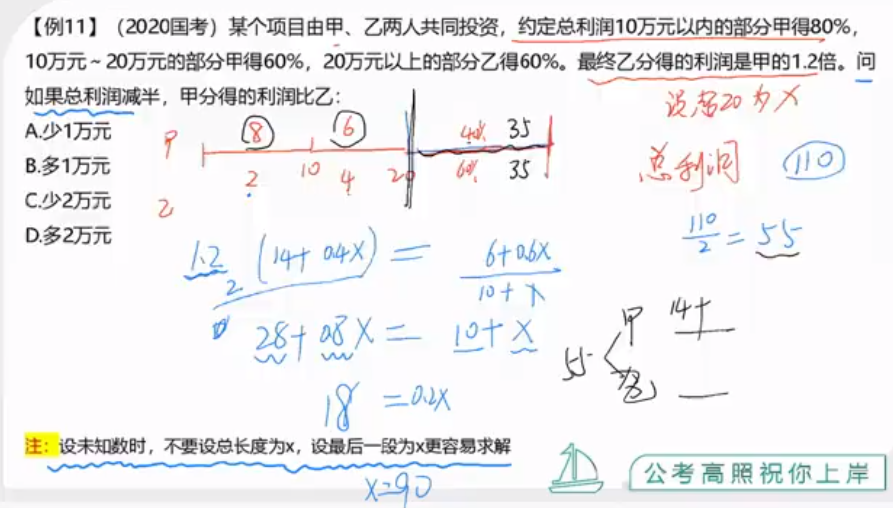 【例11】（2020国考）某个项目由甲、乙两人共同投资，约定总利润10万元以内的部分甲得80%，
10万元～20万元的部分甲得60%，20万元以上的部分乙得60%。最终乙分得的利润是甲的1.2倍。问
如果总利润减半，甲分得的利润比乙：
设超20为X
A.少1万元
B.多1万元
C.少2万元
D.多2万元
甲 8 6 40% 35
2 10 4 20 60% 35
乙
总利润 110
110/2 = 55
1.2 (14+0.4X) = 6+0.6X
2 10+X
28+0.8X = 10+X
18 = 0.2X
55 甲 14+
乙
注：设未知数时，不要设总长度为x，设最后一段为x更容易求解
X=90
公考高照祝你上岸